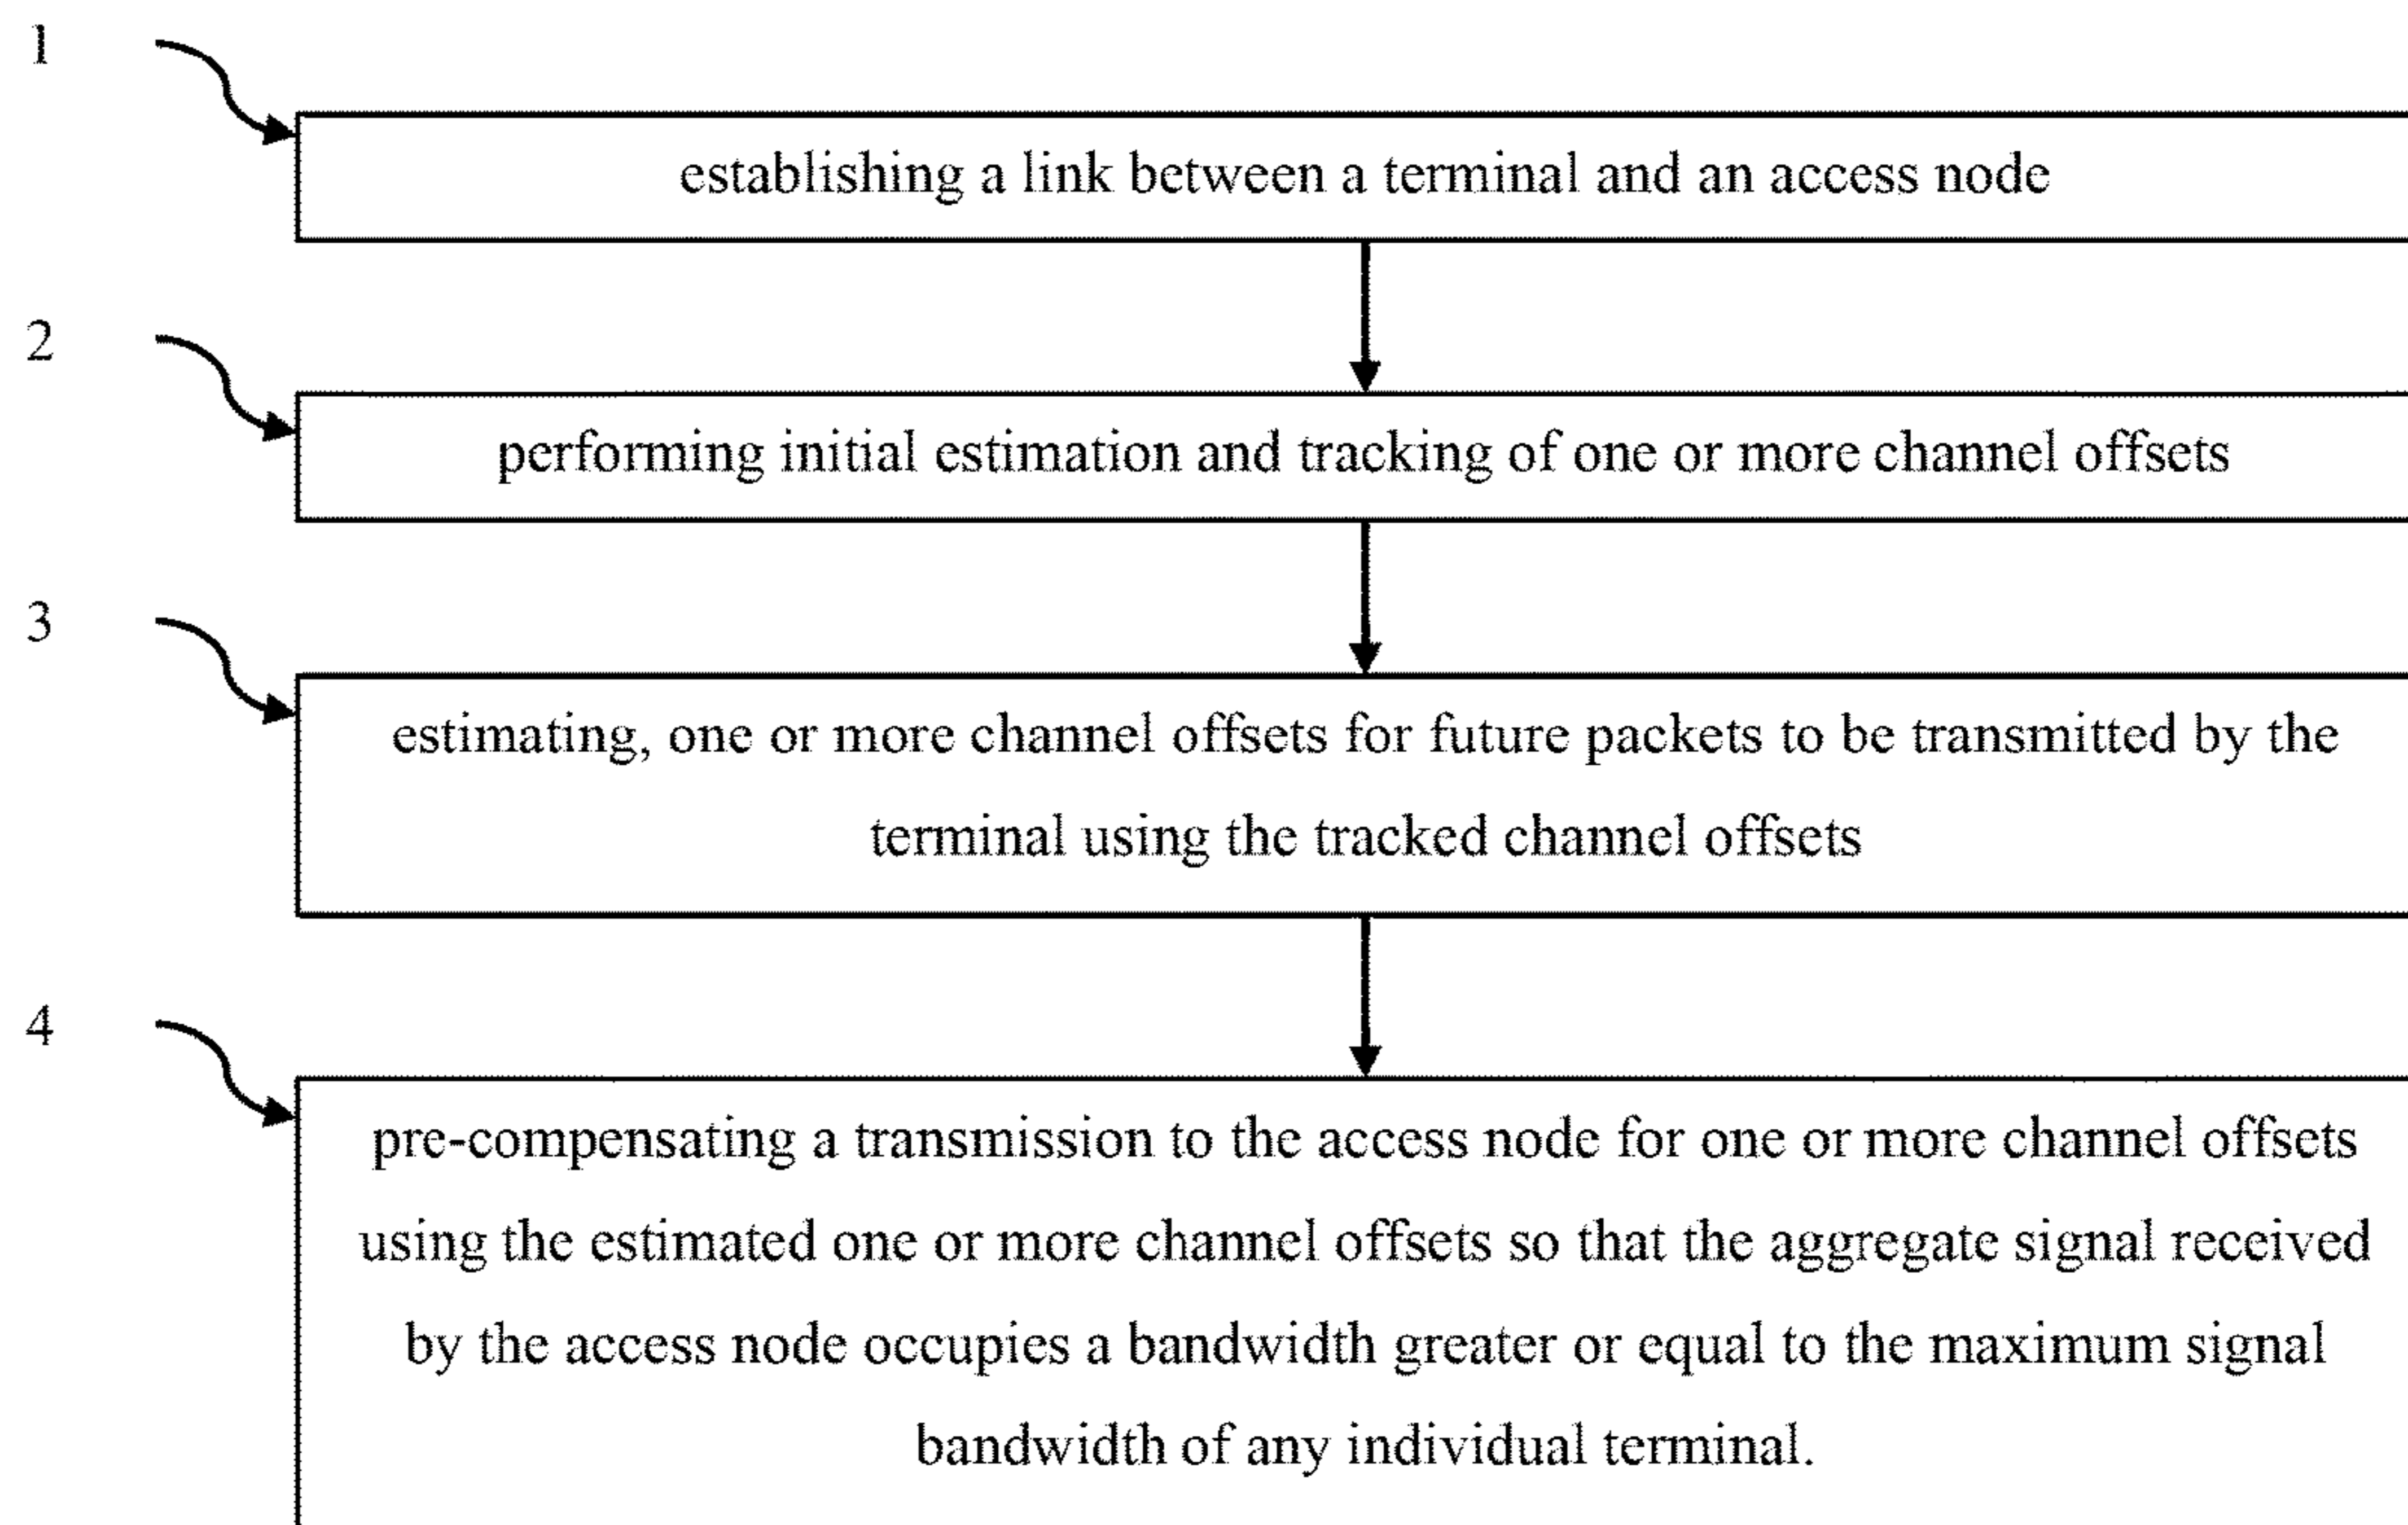 1
establishing a link between a terminal and an access node
2
performing initial estimation and tracking of one or more channel offsets
3
estimating, one or more channel offsets for future packets to be transmitted by the
terminal using the tracked channel offsets
4
pre-compensating a transmission to the access node for one or more channel offsets
using the estimated one or more channel offsets so that the aggregate signal received
by the access node occupies a bandwidth greater or equal to the maximum signal
bandwidth of any individual terminal.